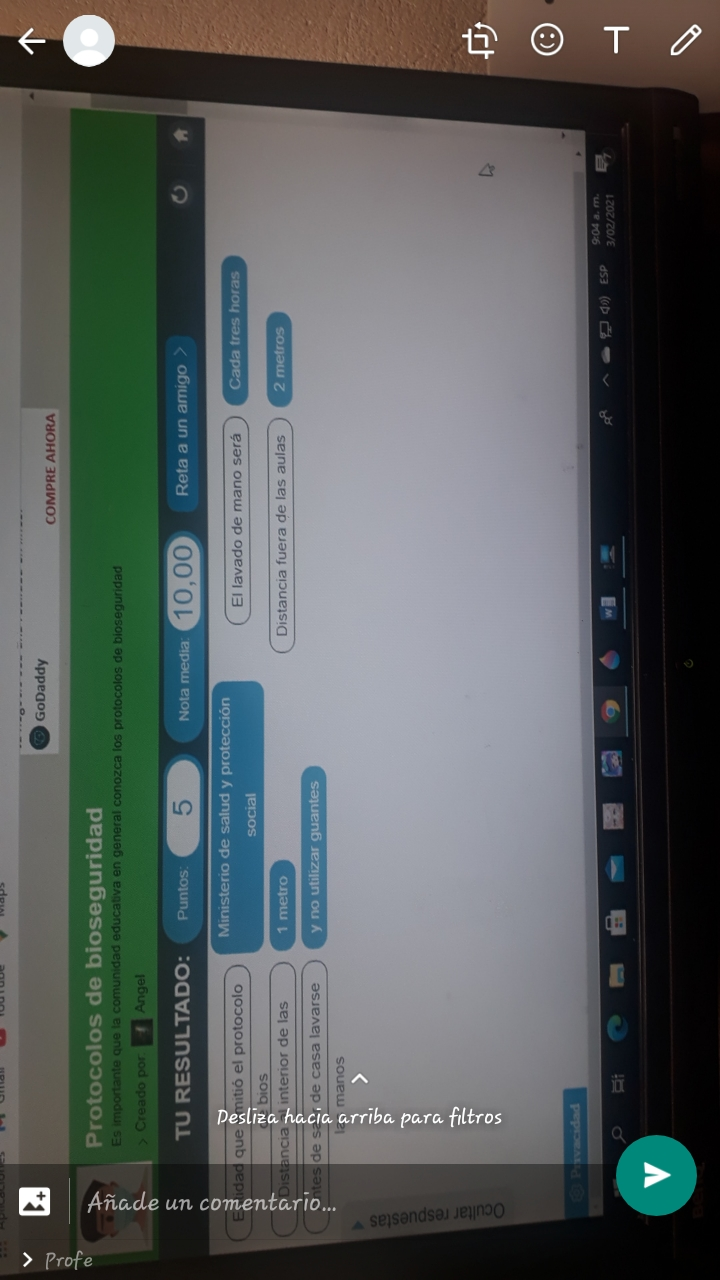 GoDaddy
COMPRE AHORA
Protocolos de bioseguridad
Es importante que la comunidad educativa en general conozca los protocolos de bioseguridad
> Creado por: Angel
TU RESULTADO: Puntos: 5 Nota media: 10,00 Reta a un amigo >
Ministerio de salud y protección
social
El lavado de mano será
Cada tres horas
1 metro
Distancia fuera de las aulas
2 metros
y no utilizar guantes
manos
Ocultar respuestas
Privacidad
ESP
9:04 a. m.
3/02/2021
Desliza hacia arriba para filtros
Añade un comentario...
> Profe
T